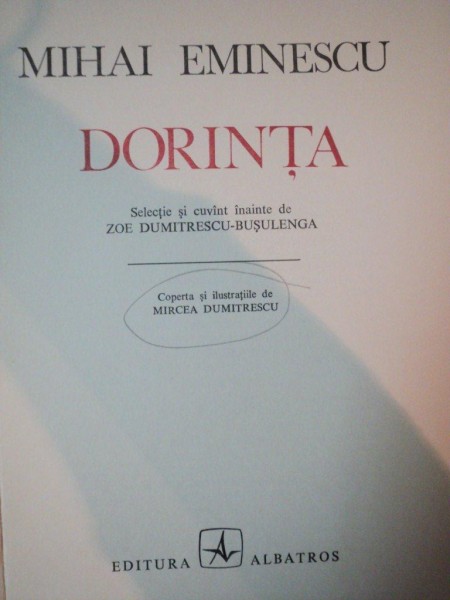 MIHAI EMINESCU
DORINȚA
Selecție și cuvînt înainte de
ZOE DUMITRESCU-BUȘULENGA
Coperta și ilustrațiile de
MIRCEA DUMITRESCU
EDITURA ALBATROS